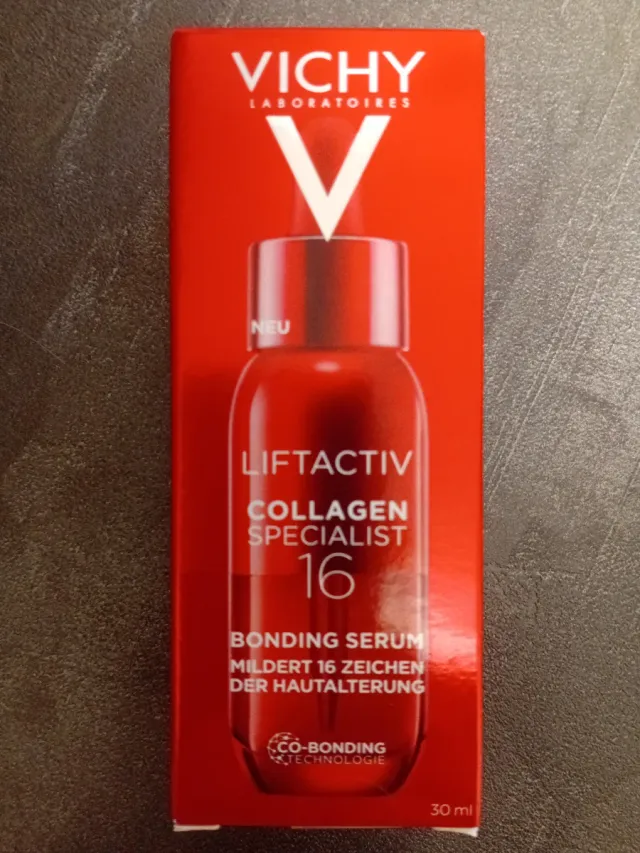 VICHY
LABORATOIRES
V
NEU
LIFTACTIV
COLLAGEN
SPECIALIST
16
BONDING SERUM
MILDERT 16 ZEICHEN
DER HAUTALTERUNG
CO-BONDING
TECHNOLOGIE
30 ml